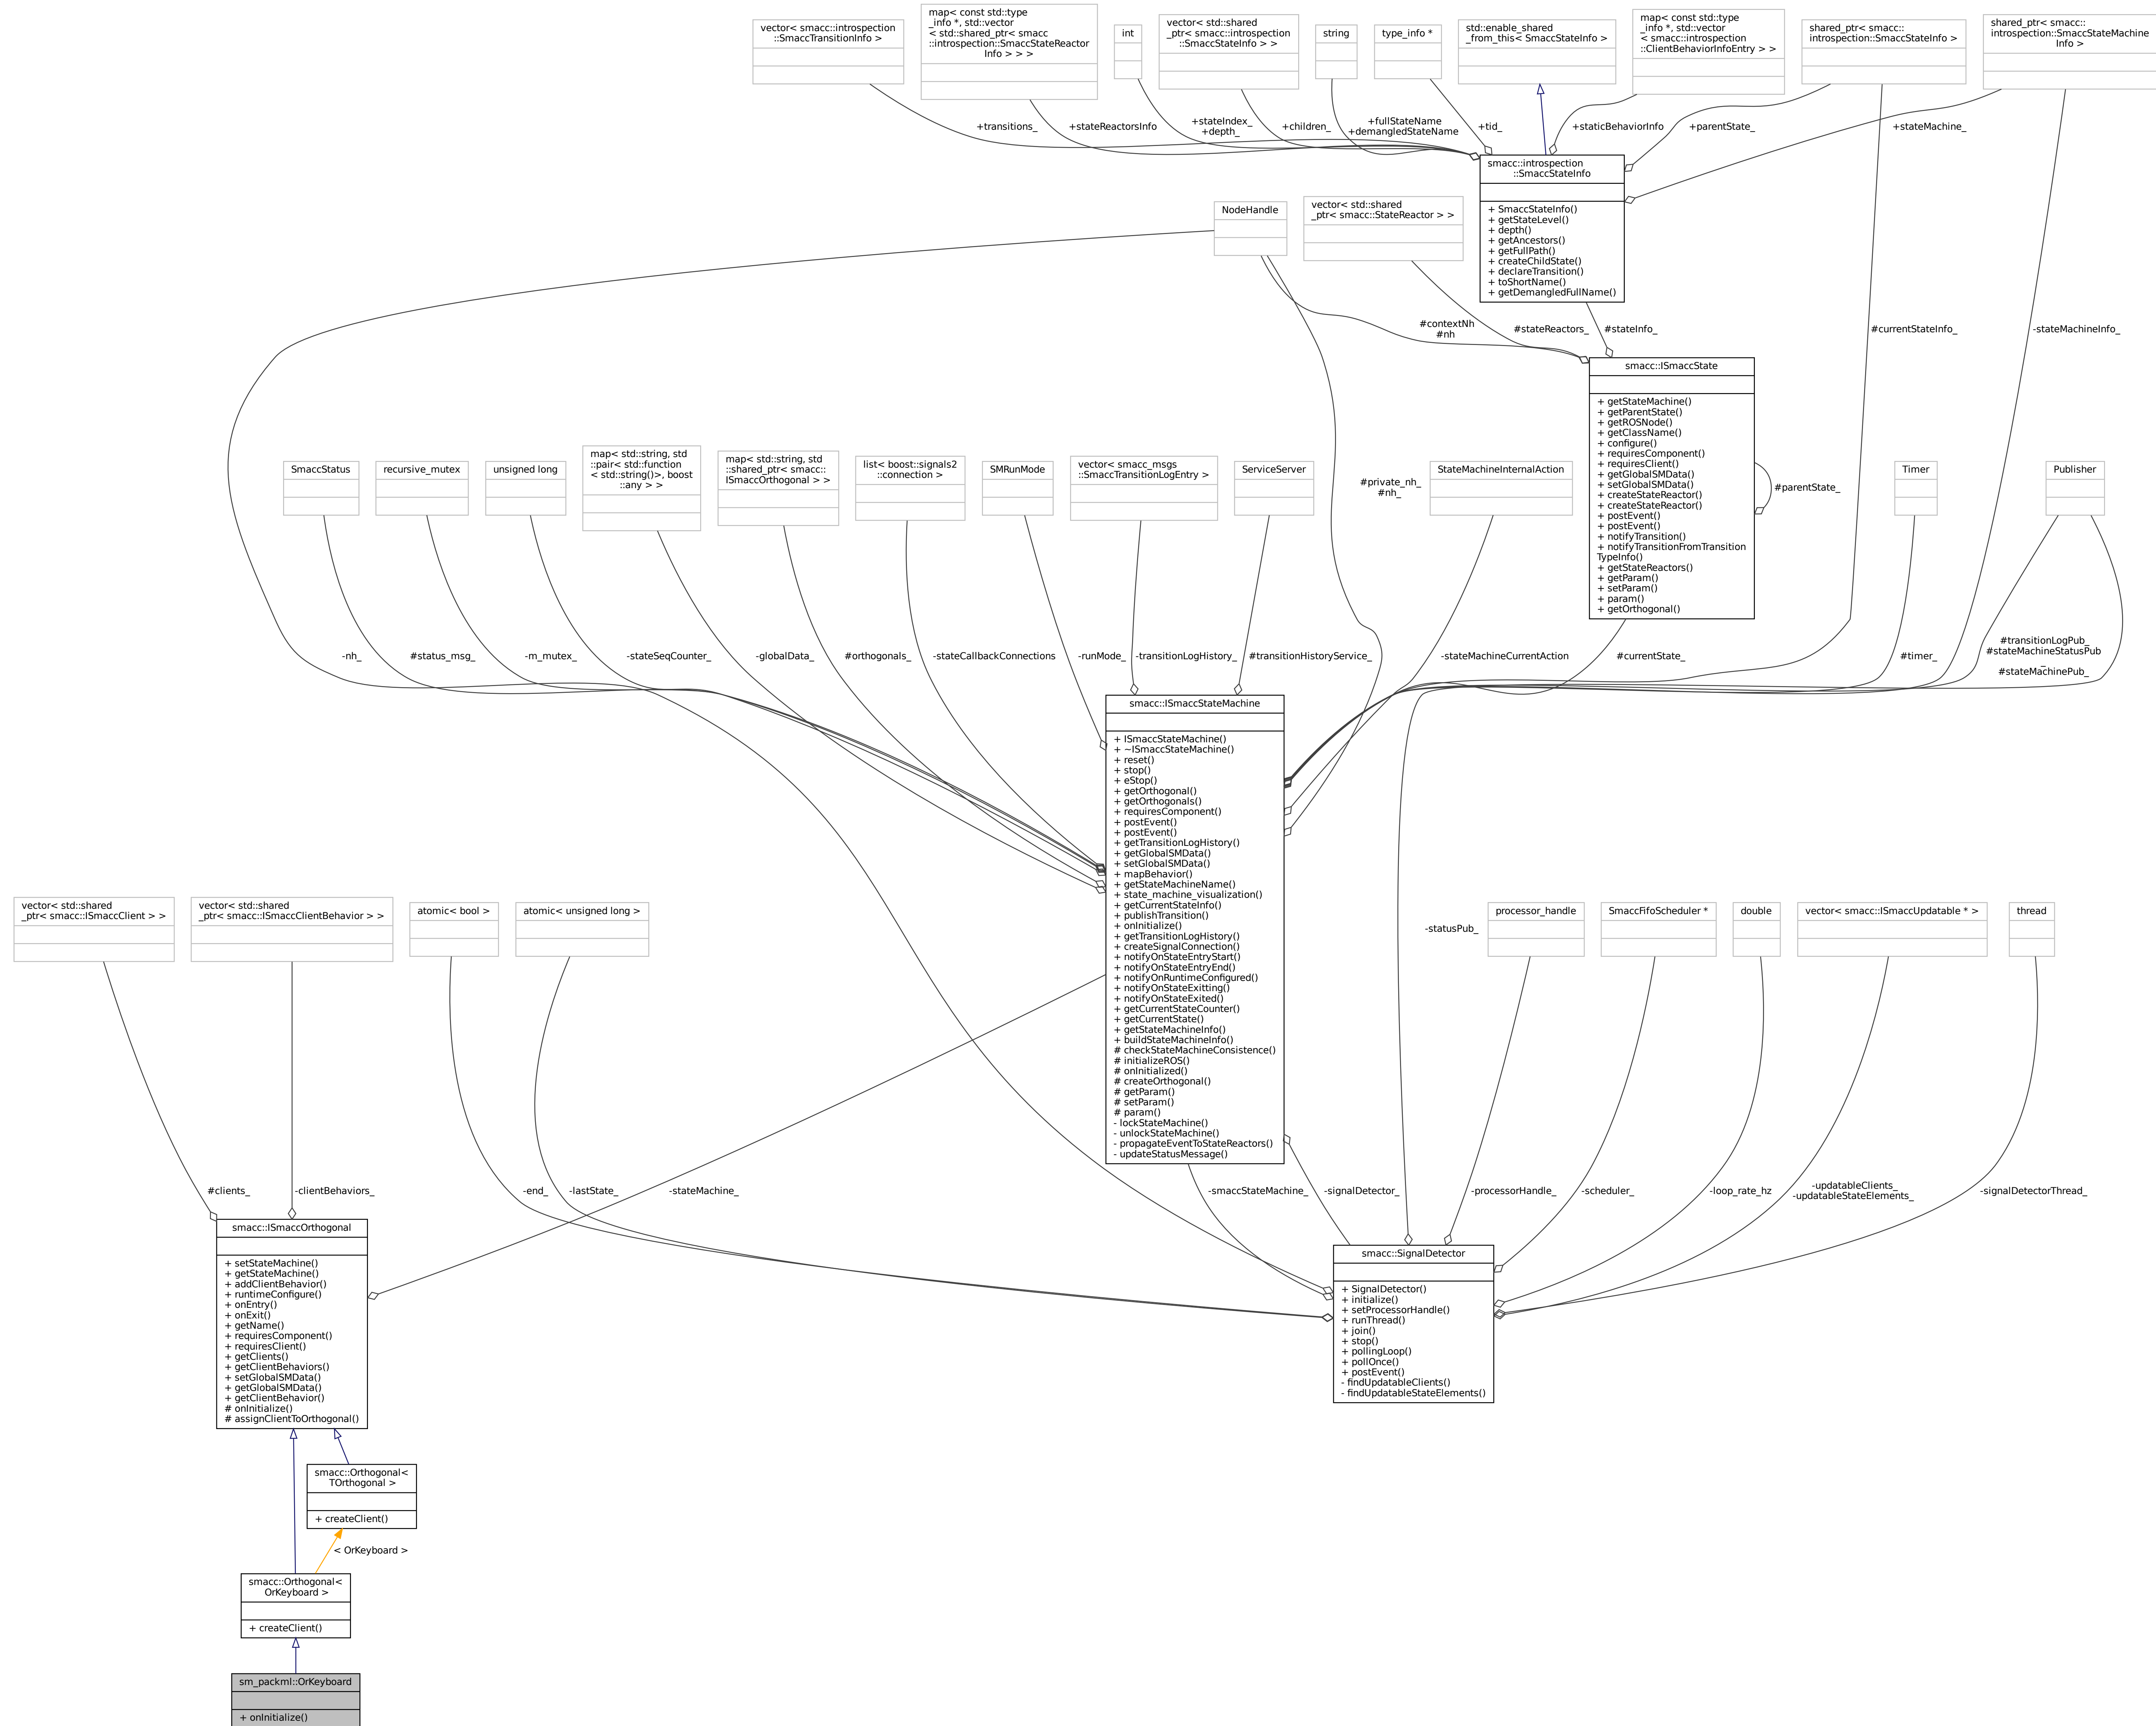 vector< smacc::introspection
::SmaccTransitionInfo >
map< const std::type
_info *, std::vector
< std::shared_ptr< smacc
::introspection::SmaccStateReactor
Info > > >
int
vector< std::shared
_ptr< smacc::introspection
::SmaccStateInfo > >
string
type_info *
std::enable_shared
_from_this< SmaccStateInfo >
map< const std::type
_info *, std::vector
< smacc::introspection
::ClientBehaviorInfoEntry > >
shared_ptr< smacc::
introspection::SmaccStateInfo >
shared_ptr< smacc::
introspection::SmaccStateMachine
Info >
+transitions_
+stateReactorsInfo
+stateIndex_
+depth_
+children_
+fullStateName
+demangledStateName
+tid_
+staticBehaviorInfo
+parentState_
+stateMachine_
smacc::introspection
::SmaccStateInfo
+ SmaccStateInfo()
+ getStateLevel()
+ depth()
+ getAncestors()
+ getFullPath()
+ createChildState()
+ declareTransition()
+ toShortName()
+ getDemangledFullName()
NodeHandle
vector< std::shared
_ptr< smacc::StateReactor > >
#contextNh
#nh
#stateReactors_
#stateInfo_
#currentStateInfo_
-stateMachineInfo_
smacc::ISmaccState
+ getStateMachine()
+ getParentState()
+ getROSNode()
+ getClassName()
+ configure()
+ requiresComponent()
+ requiresClient()
+ getGlobalSMData()
+ setGlobalSMData()
+ createStateReactor()
+ createStateReactor()
+ postEvent()
+ postEvent()
+ notifyTransition()
+ notifyTransitionFromTransition
TypeInfo()
+ getStateReactors()
+ getParam()
+ setParam()
+ param()
+ getOrthogonal()
#parentState_
SmaccStatus
recursive_mutex
unsigned long
map< std::string, std
::pair< std::function
< std::string()>, boost
::any > >
map< std::string, std
::shared_ptr< smacc::
ISmaccOrthogonal > >
list< boost::signals2
::connection >
SMRunMode
vector< smacc_msgs
::SmaccTransitionLogEntry >
ServiceServer
#private_nh_
#nh_
StateMachineInternalAction
Timer
Publisher
-nh_
#status_msg_
-m_mutex_
-stateSeqCounter_
-globalData_
#orthogonals_
-stateCallbackConnections
-runMode_
-transitionLogHistory_
#transitionHistoryService_
-stateMachineCurrentAction
#currentState_
#timer_
#transitionLogPub_
#stateMachineStatusPub
_
#stateMachinePub_
smacc::ISmaccStateMachine
+ ISmaccStateMachine()
+ ~ISmaccStateMachine()
+ reset()
+ stop()
+ eStop()
+ getOrthogonal()
+ getOrthogonals()
+ requiresComponent()
+ postEvent()
+ postEvent()
+ getTransitionLogHistory()
+ getGlobalSMData()
+ setGlobalSMData()
+ mapBehavior()
+ getStateMachineName()
+ state_machine_visualization()
+ getCurrentStateInfo()
+ publishTransition()
+ onInitialize()
+ getTransitionLogHistory()
+ createSignalConnection()
+ notifyOnStateEntryStart()
+ notifyOnStateEntryEnd()
+ notifyOnRuntimeConfigured()
+ notifyOnStateExitting()
+ notifyOnStateExited()
+ getCurrentStateCounter()
+ getCurrentState()
+ getStateMachineInfo()
+ buildStateMachineInfo()
# checkStateMachineConsistence()
# initializeROS()
# onInitialized()
# createOrthogonal()
# getParam()
# setParam()
# param()
- lockStateMachine()
- unlockStateMachine()
- propagateEventToStateReactors()
- updateStatusMessage()
vector< std::shared
_ptr< smacc::ISmaccClient > >
vector< std::shared
_ptr< smacc::ISmaccClientBehavior > >
atomic< bool >
atomic< unsigned long >
-statusPub_
processor_handle
SmaccFifoScheduler *
double
vector< smacc::ISmaccUpdatable * >
thread
#clients_
-clientBehaviors_
-end_
-lastState_
-stateMachine_
-smaccStateMachine_
-signalDetector_
-processorHandle_
-scheduler_
-loop_rate_hz
-updatableClients_
-updatableStateElements_
-signalDetectorThread_
smacc::ISmaccOrthogonal
+ setStateMachine()
+ getStateMachine()
+ addClientBehavior()
+ runtimeConfigure()
+ onEntry()
+ onExit()
+ getName()
+ requiresComponent()
+ requiresClient()
+ getClients()
+ getClientBehaviors()
+ setGlobalSMData()
+ getGlobalSMData()
+ getClientBehavior()
# onInitialize()
# assignClientToOrthogonal()
smacc::SignalDetector
+ SignalDetector()
+ initialize()
+ setProcessorHandle()
+ runThread()
+ join()
+ stop()
+ pollingLoop()
+ pollOnce()
+ postEvent()
- findUpdatableClients()
- findUpdatableStateElements()
smacc::Orthogonal<
TOrthogonal >
+ createClient()
< OrKeyboard >
smacc::Orthogonal<
OrKeyboard >
+ createClient()
sm_packml::OrKeyboard
+ onInitialize()